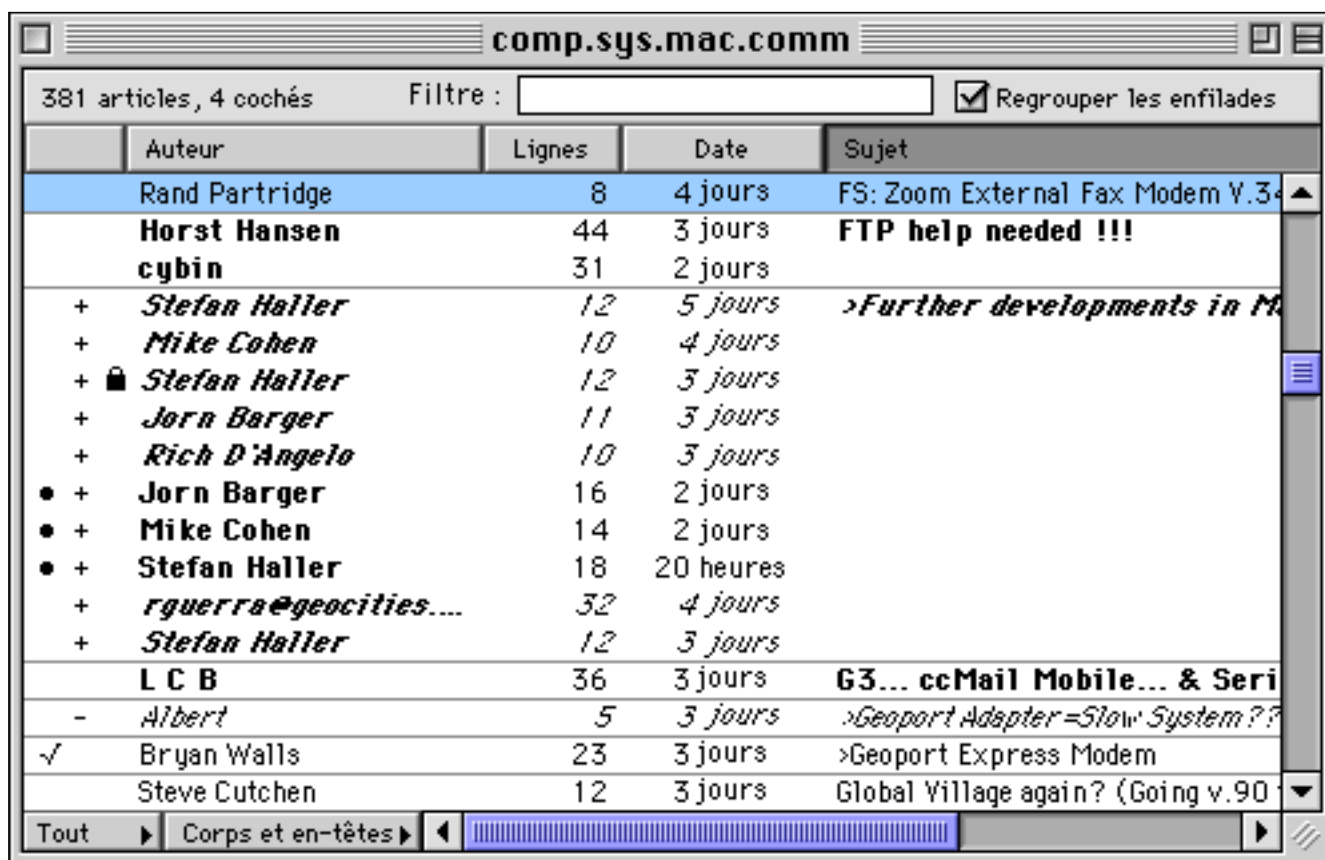 comp.sys.mac.comm
381 articles, 4 cochés Filtre : Regrouper les enfilades
Auteur Lignes Date Sujet
Rand Partridge 8 4 jours FS: Zoom External Fax Modem V.34
Horst Hansen 44 3 jours FTP help needed !!!
cybin 31 2 jours
+ Stefan Haller 12 5 jours >Further developments in
+ Mike Cohen 10 4 jours
+ Stefan Haller 12 3 jours
+ Jorn Barger 11 3 jours
+ Rich D'Angelo 10 3 jours
• + Jorn Barger 16 2 jours
• + Mike Cohen 14 2 jours
• + Stefan Haller 18 20 heures
+ rguerra@geocities.... 32 4 jours
+ Stefan Haller 12 3 jours
L C B 36 3 jours G3... ccMail Mobile... & Seri
- Albert 5 3 jours >Geoport Adapter=Slow System??
√ Bryan Walls 23 3 jours >Geoport Express Modem
Steve Cutchen 12 3 jours Global Village again? (Going v.90
Tout Corps et en-têtes